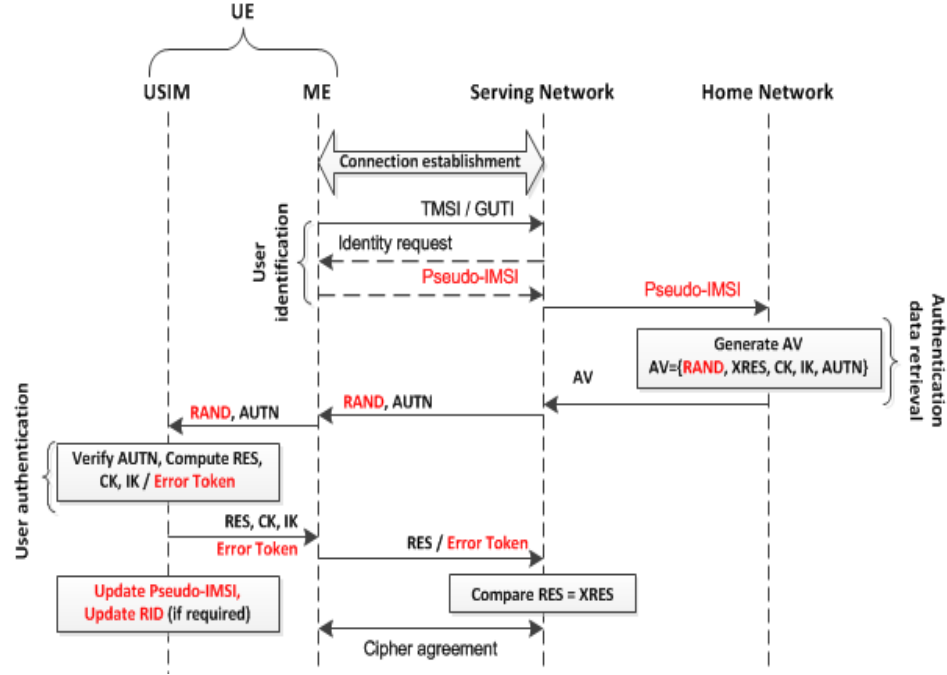 UE
USIM
ME
Serving Network
Home Network
Connection establishment
TMSI / GUTI
Identity request
Pseudo-IMSI
User
identification
Pseudo-IMSI
Generate AV
AV={RAND, XRES, CK, IK, AUTN}
Authentication
data retrieval
AV
RAND, AUTN
RAND, AUTN
Verify AUTN, Compute RES,
CK, IK / Error Token
User authentication
RES, CK, IK
Error Token
RES / Error Token
Update Pseudo-IMSI,
Update RID (if required)
Compare RES = XRES
Cipher agreement